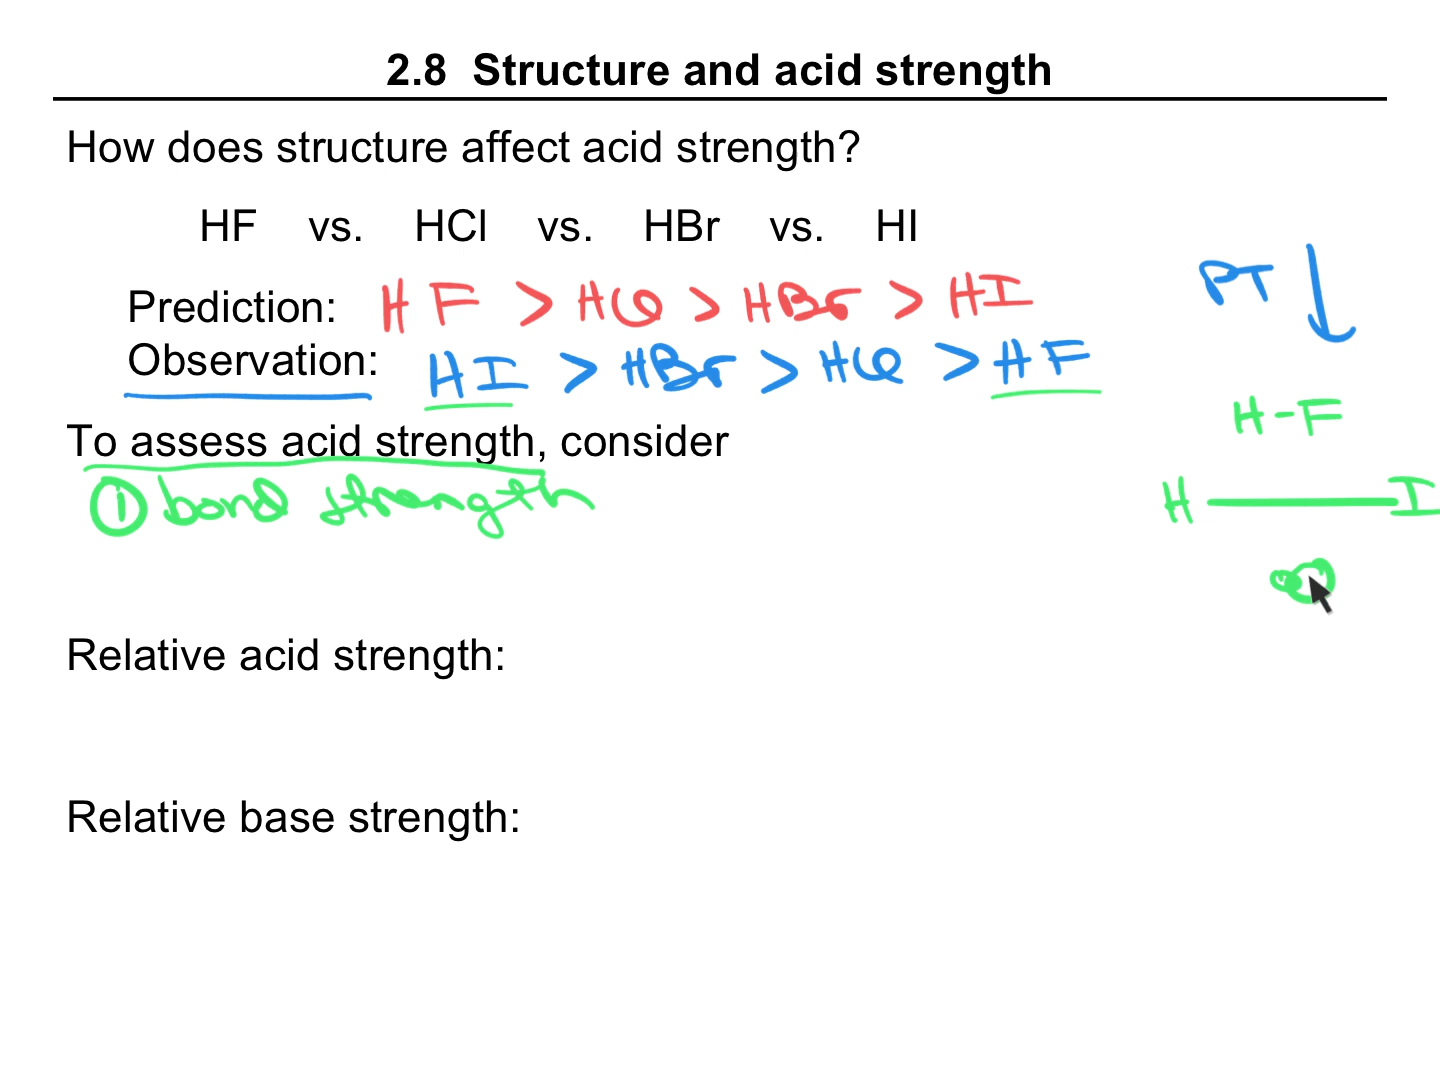 2.8 Structure and acid strength
How does structure affect acid strength?
HF vs. HCl vs. HBr vs. HI
Prediction: HF > HCl > HBr > HI
Observation: HI > HBr > HCl > HF
PT
H-F
To assess acid strength, consider
① bond strength
H — I
Relative acid strength:
Relative base strength: